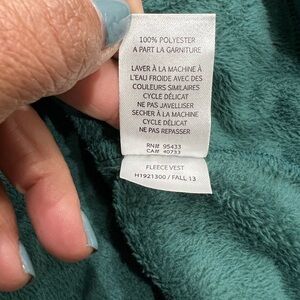 100% POLYESTER
A PART LA GARNITURE
LAVER À LA MACHINE À
L'EAU FROIDE AVEC DES
COULEURS SIMILAIRES
CYCLE DÉLICAT
NE PAS JAVELLISER
SECHER À LA MACHINE
CYCLE DÉLICAT
NE PAS REPASSER
RN# 95433
CA# 40733
FLEECE VEST
H1921300 / FALL 13